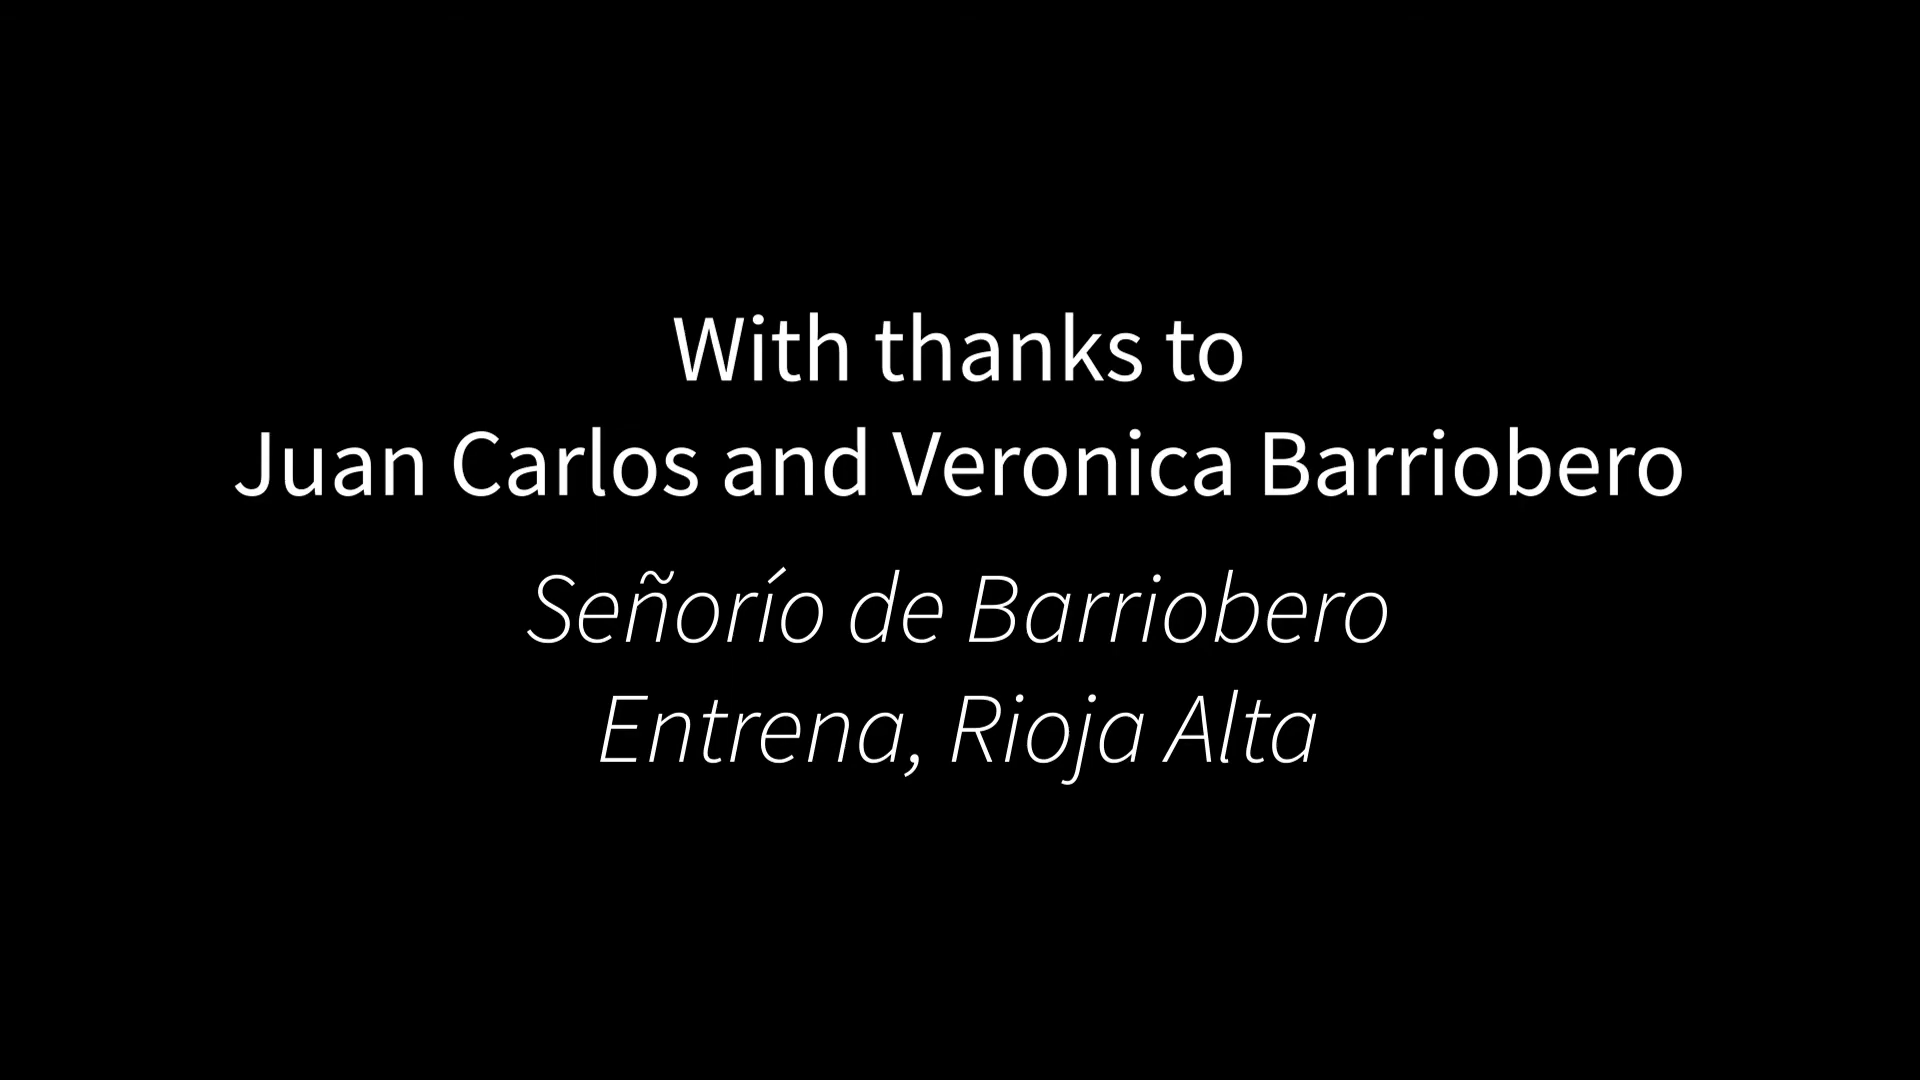 With thanks to
Juan Carlos and Veronica Barriobero
Señorío de Barriobero
Entrena, Rioja Alta